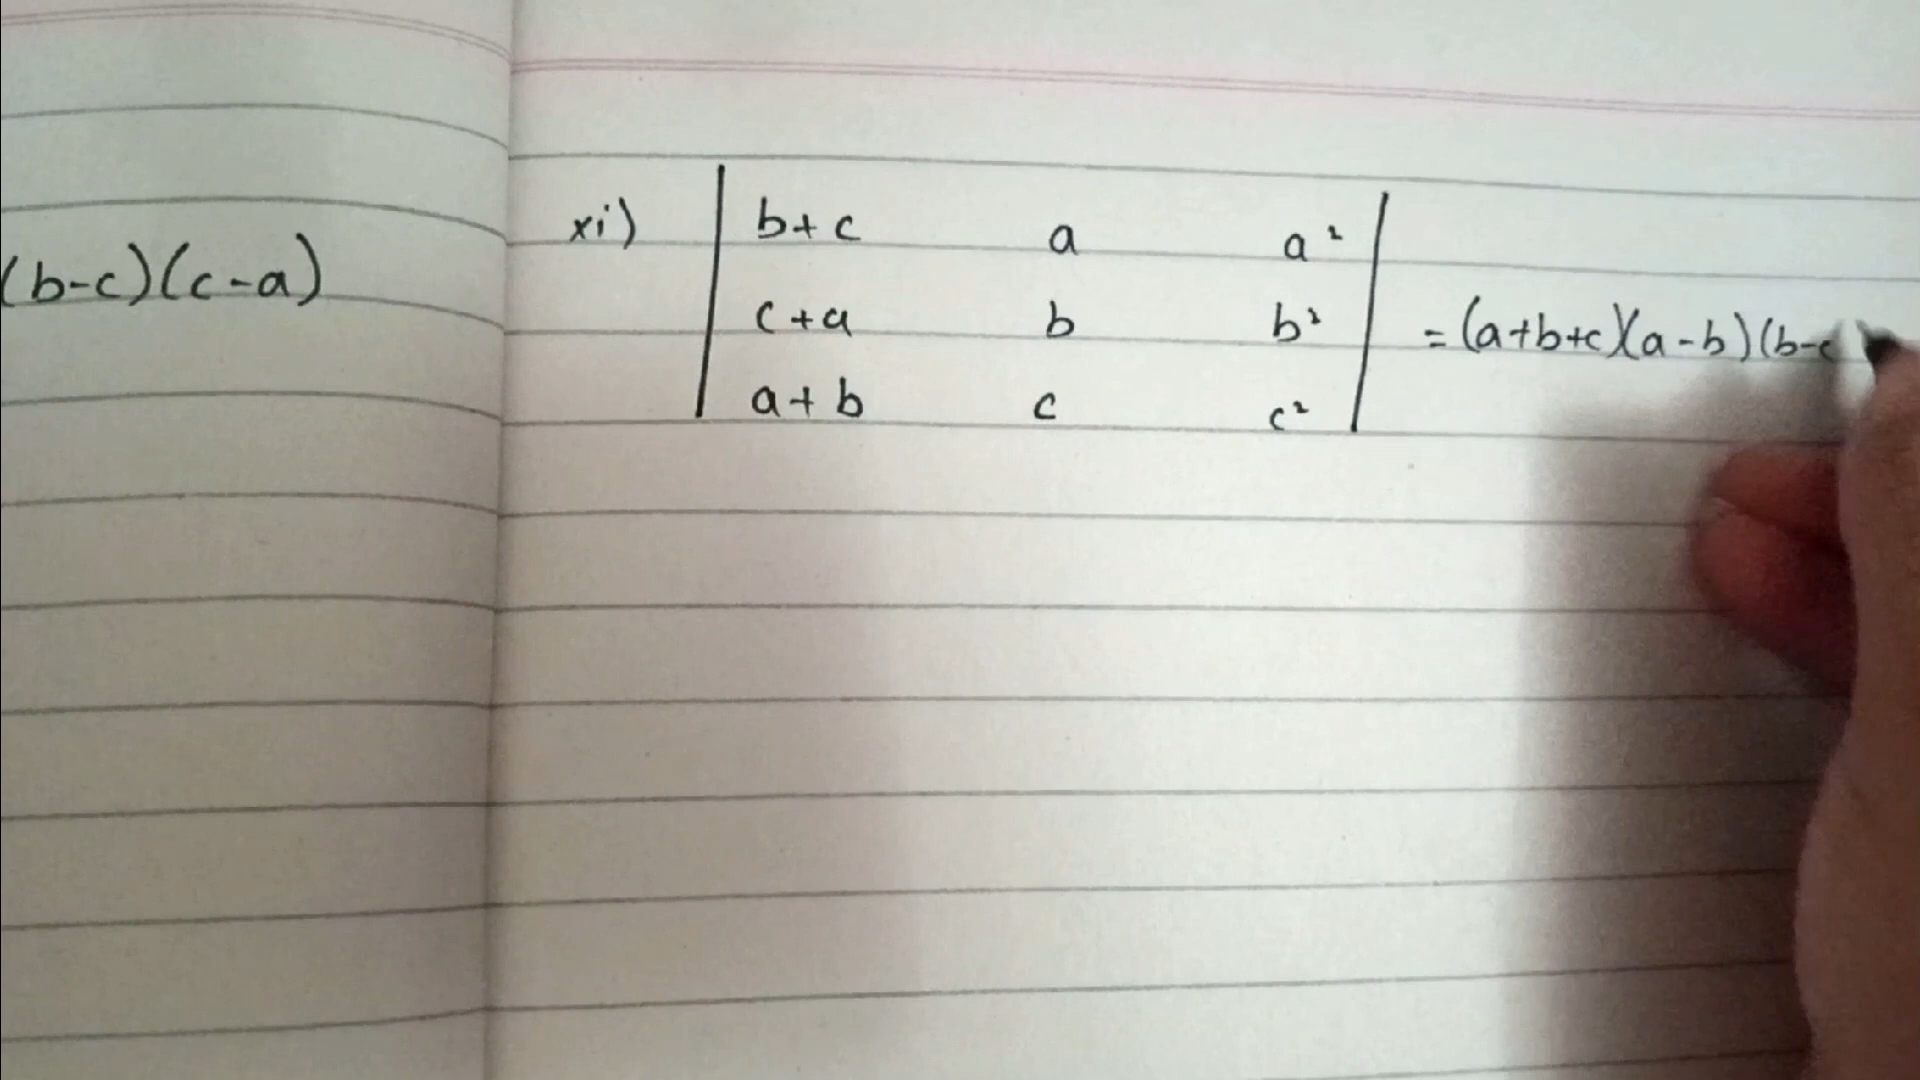 (b-c)(c-a)
xi) | b+c a a² |
| c+a b b² | = (a+b+c)(a-b)(b-c
| a+b c c² |